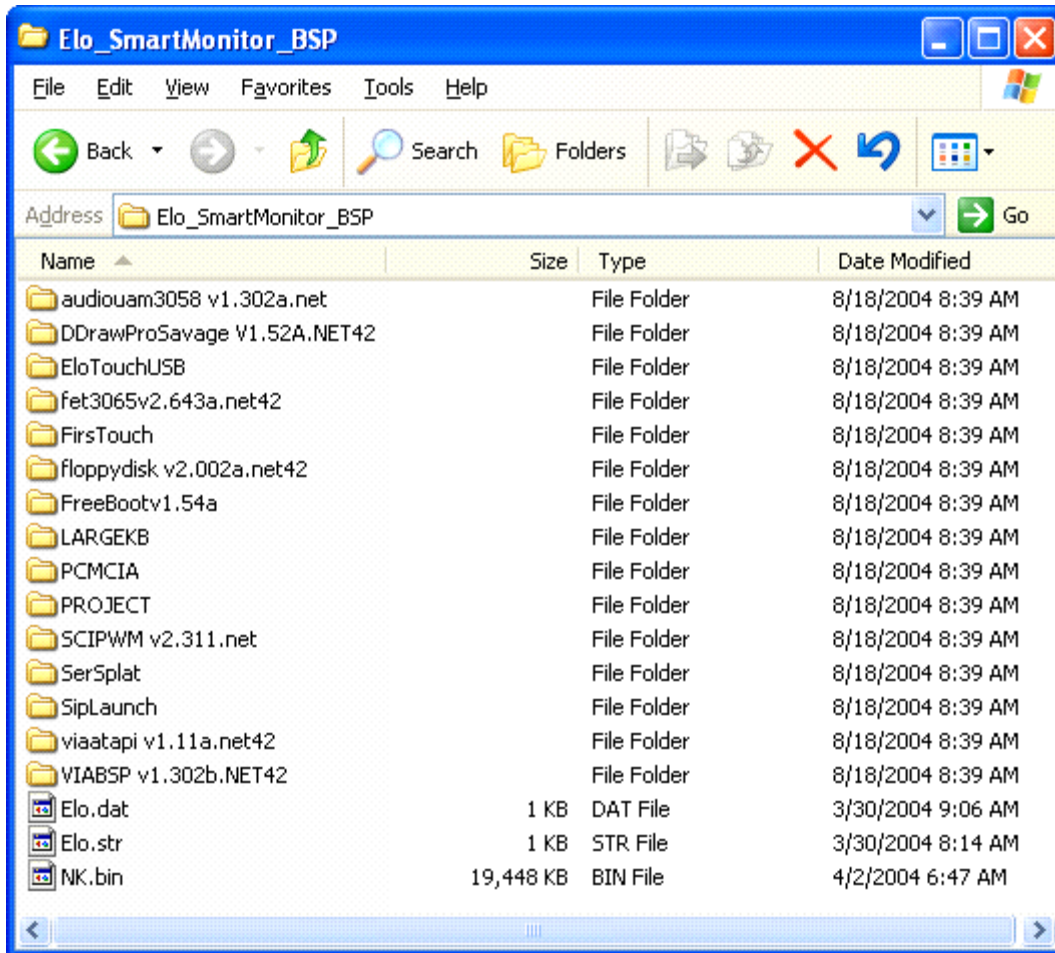 Elo_SmartMonitor_BSP
File Edit View Favorites Tools Help
Back Search Folders
Address Elo_SmartMonitor_BSP Go
Name Size Type Date Modified
audiouam3058 v1.302a.net File Folder 8/18/2004 8:39 AM
DDrawProSavage V1.52A.NET42 File Folder 8/18/2004 8:39 AM
EloTouchUSB File Folder 8/18/2004 8:39 AM
fet3065v2.643a.net42 File Folder 8/18/2004 8:39 AM
FirsTouch File Folder 8/18/2004 8:39 AM
floppydisk v2.002a.net42 File Folder 8/18/2004 8:39 AM
FreeBootv1.54a File Folder 8/18/2004 8:39 AM
LARGEKB File Folder 8/18/2004 8:39 AM
PCMCIA File Folder 8/18/2004 8:39 AM
PROJECT File Folder 8/18/2004 8:39 AM
SCIPWM v2.311.net File Folder 8/18/2004 8:39 AM
SerSplat File Folder 8/18/2004 8:39 AM
SipLaunch File Folder 8/18/2004 8:39 AM
viaatapi v1.11a.net42 File Folder 8/18/2004 8:39 AM
VIABSP v1.302b.NET42 File Folder 8/18/2004 8:39 AM
Elo.dat 1 KB DAT File 3/30/2004 9:06 AM
Elo.str 1 KB STR File 3/30/2004 8:14 AM
NK.bin 19,448 KB BIN File 4/2/2004 6:47 AM